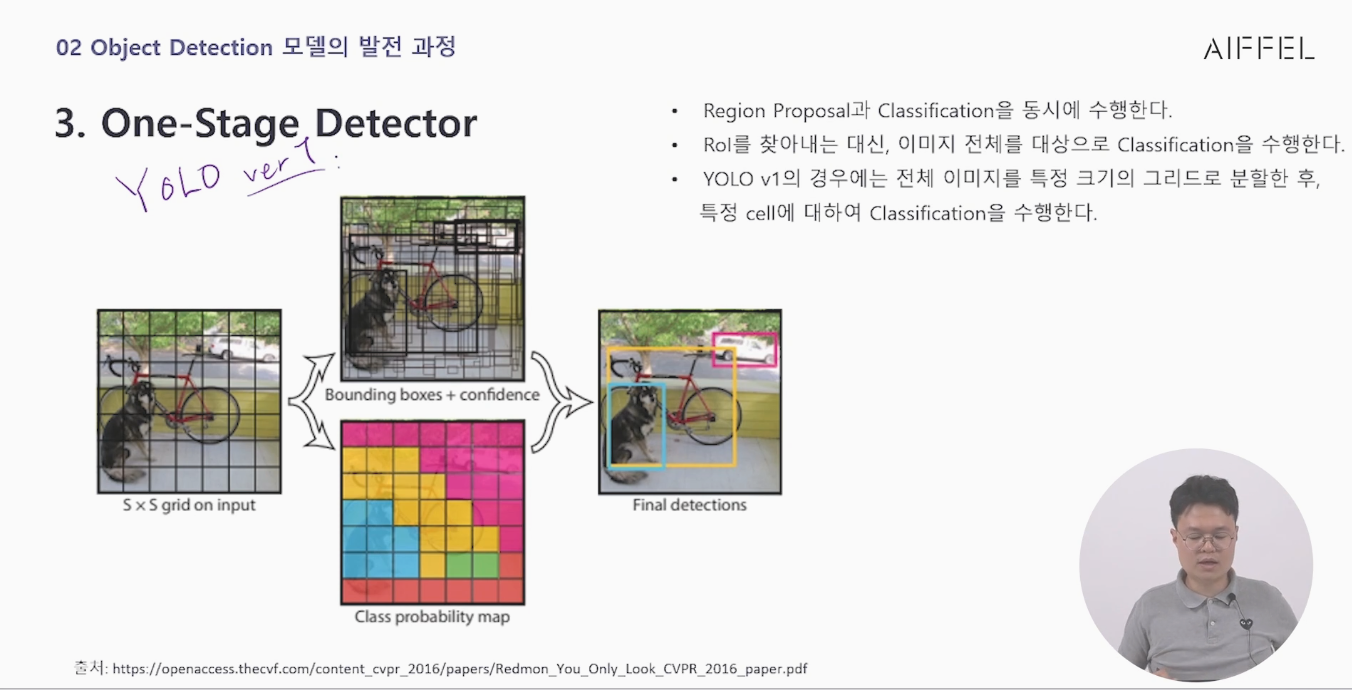 02 Object Detection 모델의 발전 과정
AIFFEL
3. One-Stage Detector
YOLO ver 1 :
• Region Proposal과 Classification을 동시에 수행한다.
• RoI를 찾아내는 대신, 이미지 전체를 대상으로 Classification을 수행한다.
• YOLO v1의 경우에는 전체 이미지를 특정 크기의 그리드로 분할한 후,
특정 cell에 대하여 Classification을 수행한다.
Bounding boxes + confidence
S × S grid on input
Final detections
Class probability map
출처: https://openaccess.thecvf.com/content_cvpr_2016/papers/Redmon_You_Only_Look_CVPR_2016_paper.pdf